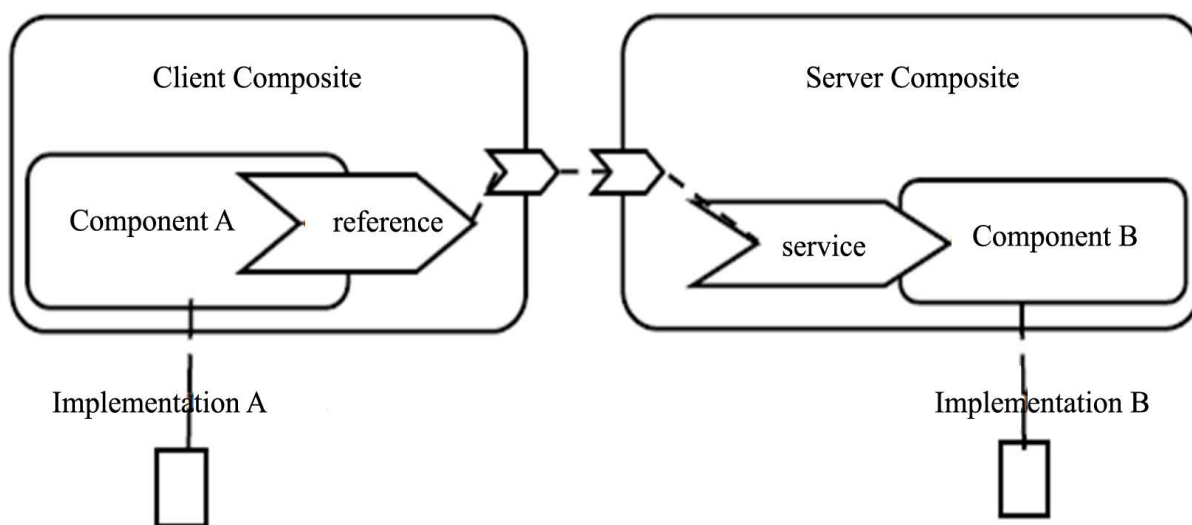 Client Composite
Server Composite
Component A
reference
service
Component B
Implementation A
Implementation B